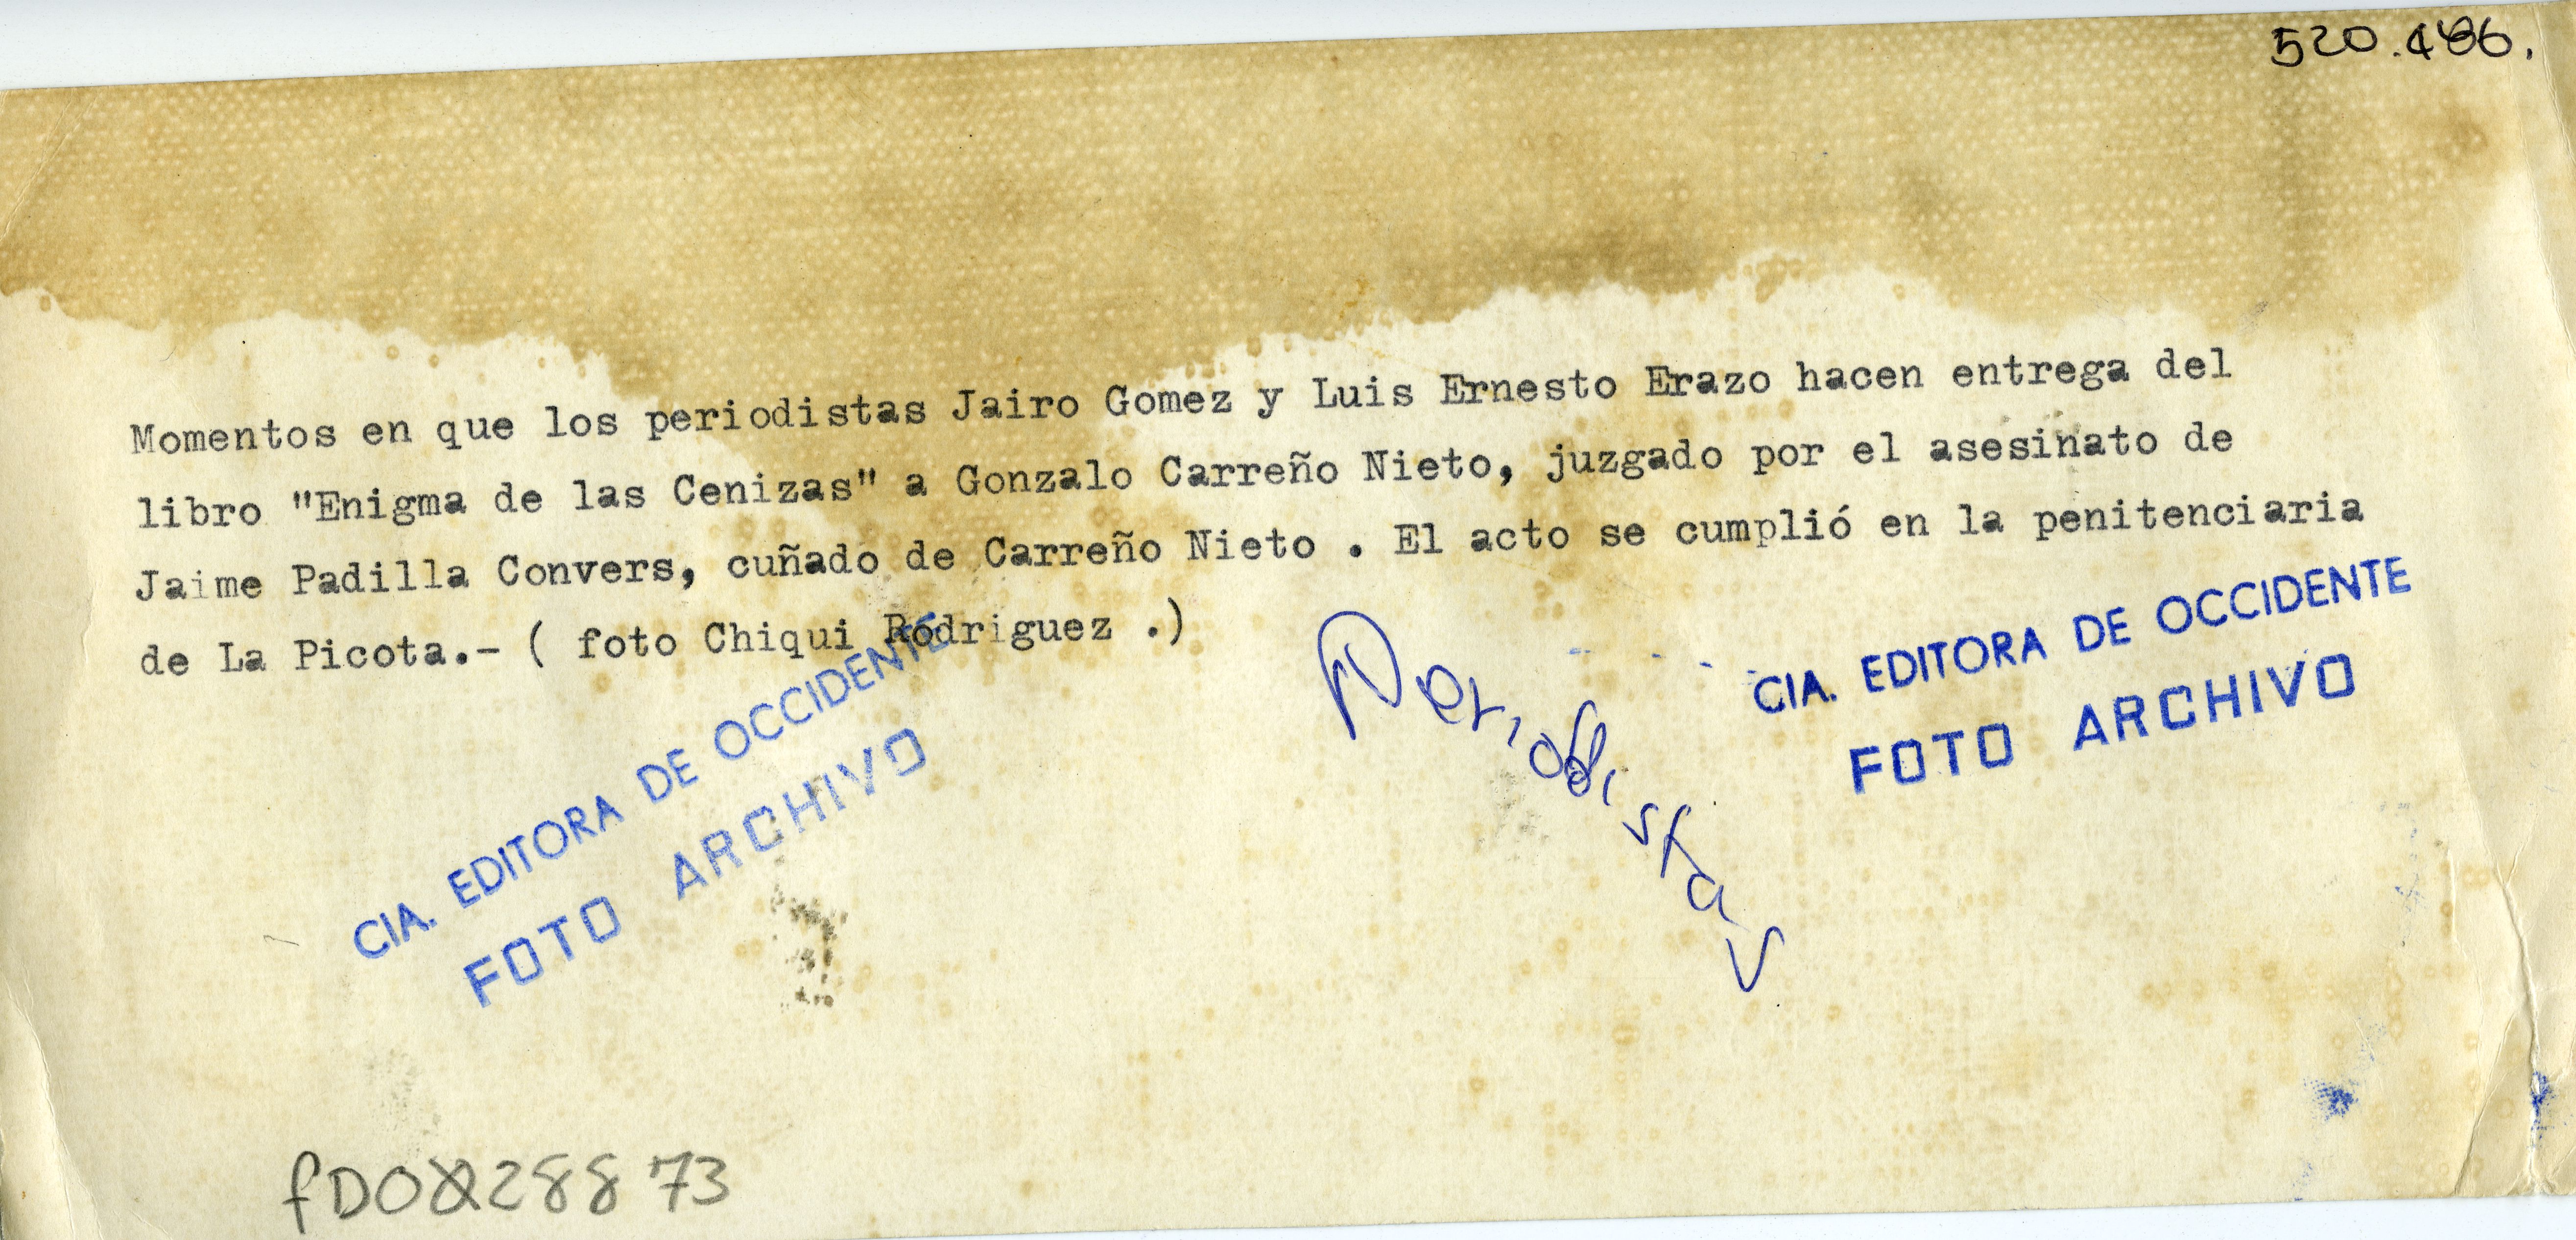 520.486.
Momentos en que los periodistas Jairo Gomez y Luis Ernesto Erazo hacen entrega del
libro "Enigma de las Cenizas" a Gonzalo Carreño Nieto, juzgado por el asesinato de
Jaime Padilla Convers, cuñado de Carreño Nieto . El acto se cumplió en la penitenciaria
de La Picota.- ( foto Chiqui Rodriguez .)
CIA. EDITORA DE OCCIDENTE
FOTO ARCHIVO
Periodistas
CIA. EDITORA DE OCCIDENTE
FOTO ARCHIVO